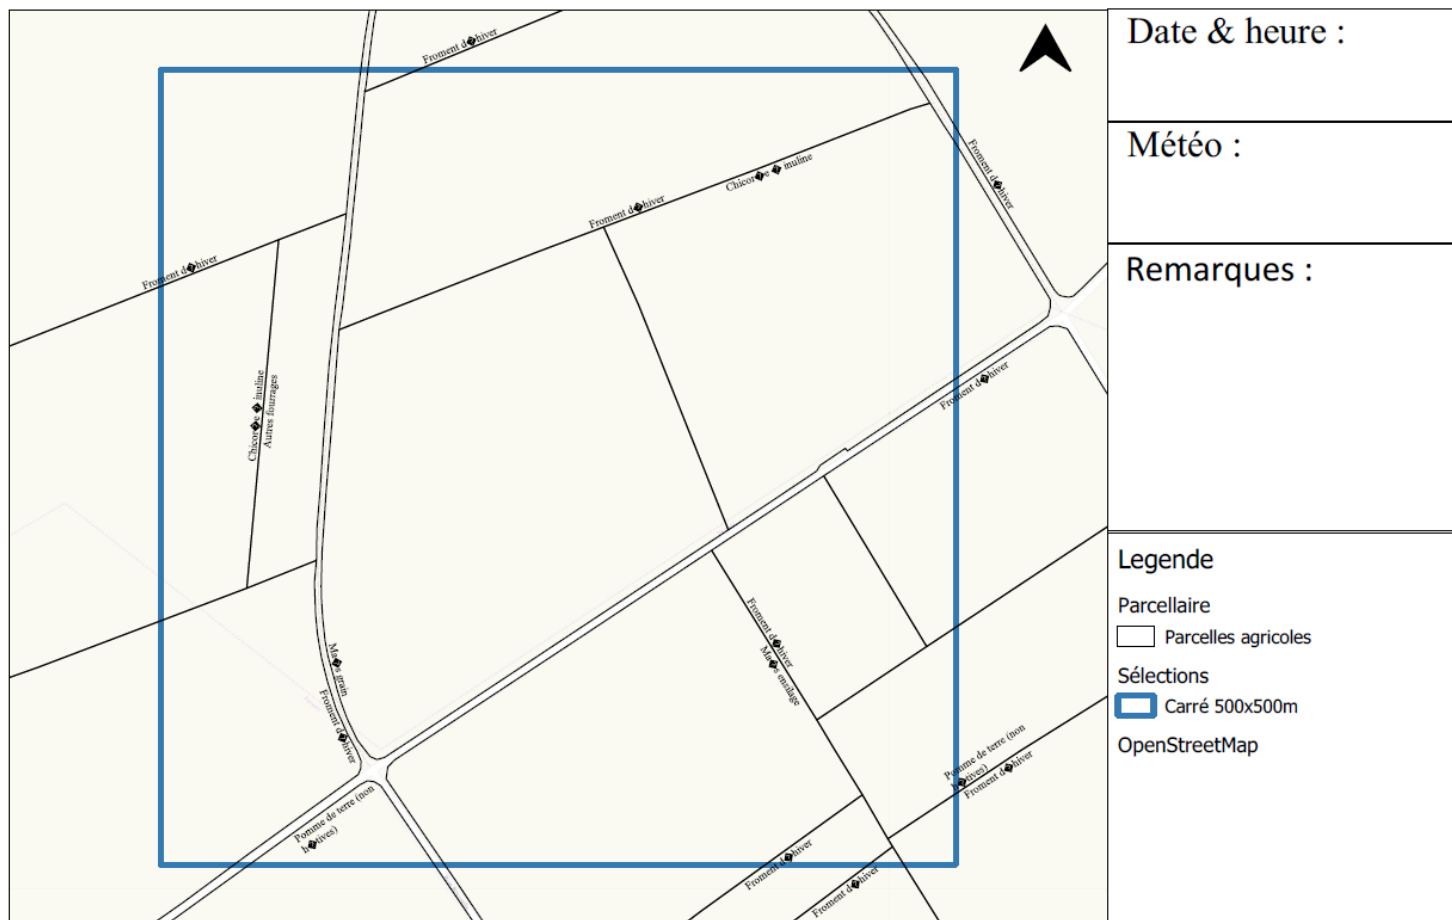 Froment d�hiver
Froment d�hiver
Chicor�e � inuline
Froment d�hiver
Froment d�hiver
Chicor�e � inuline
Autres fourrages
Froment d�hiver
Froment d�hiver
Ma�s ensilage
Ma�s grain
Froment d�hiver
Pomme de terre (non
h�tives)
Froment d�hiver
Pomme de terre (non
h�tives)
Froment d�hiver
Froment d�hiver
Date & heure :
Météo :
Remarques :
Legende
Parcellaire
Parcelles agricoles
Sélections
Carré 500x500m
OpenStreetMap